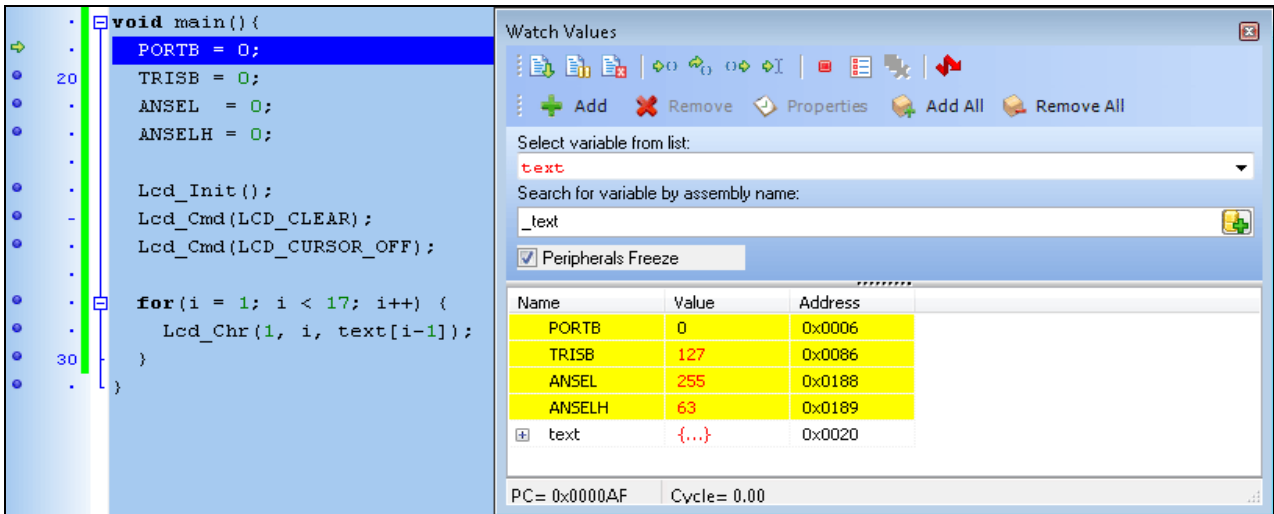 void main(){
PORTB = 0;
20 TRISB = 0;
ANSEL  = 0;
ANSELH = 0;
Lcd_Init();
Lcd_Cmd(LCD_CLEAR);
Lcd_Cmd(LCD_CURSOR_OFF);
for(i = 1; i < 17; i++) {
Lcd_Chr(1, i, text[i-1]);
30 }
}
Watch Values
Add Remove Properties Add All Remove All
Select variable from list:
text
Search for variable by assembly name:
_text
Peripherals Freeze
Name Value Address
PORTB 0 0x0006
TRISB 127 0x0086
ANSEL 255 0x0188
ANSELH 63 0x0189
text {...} 0x0020
PC= 0x0000AF Cycle= 0.00